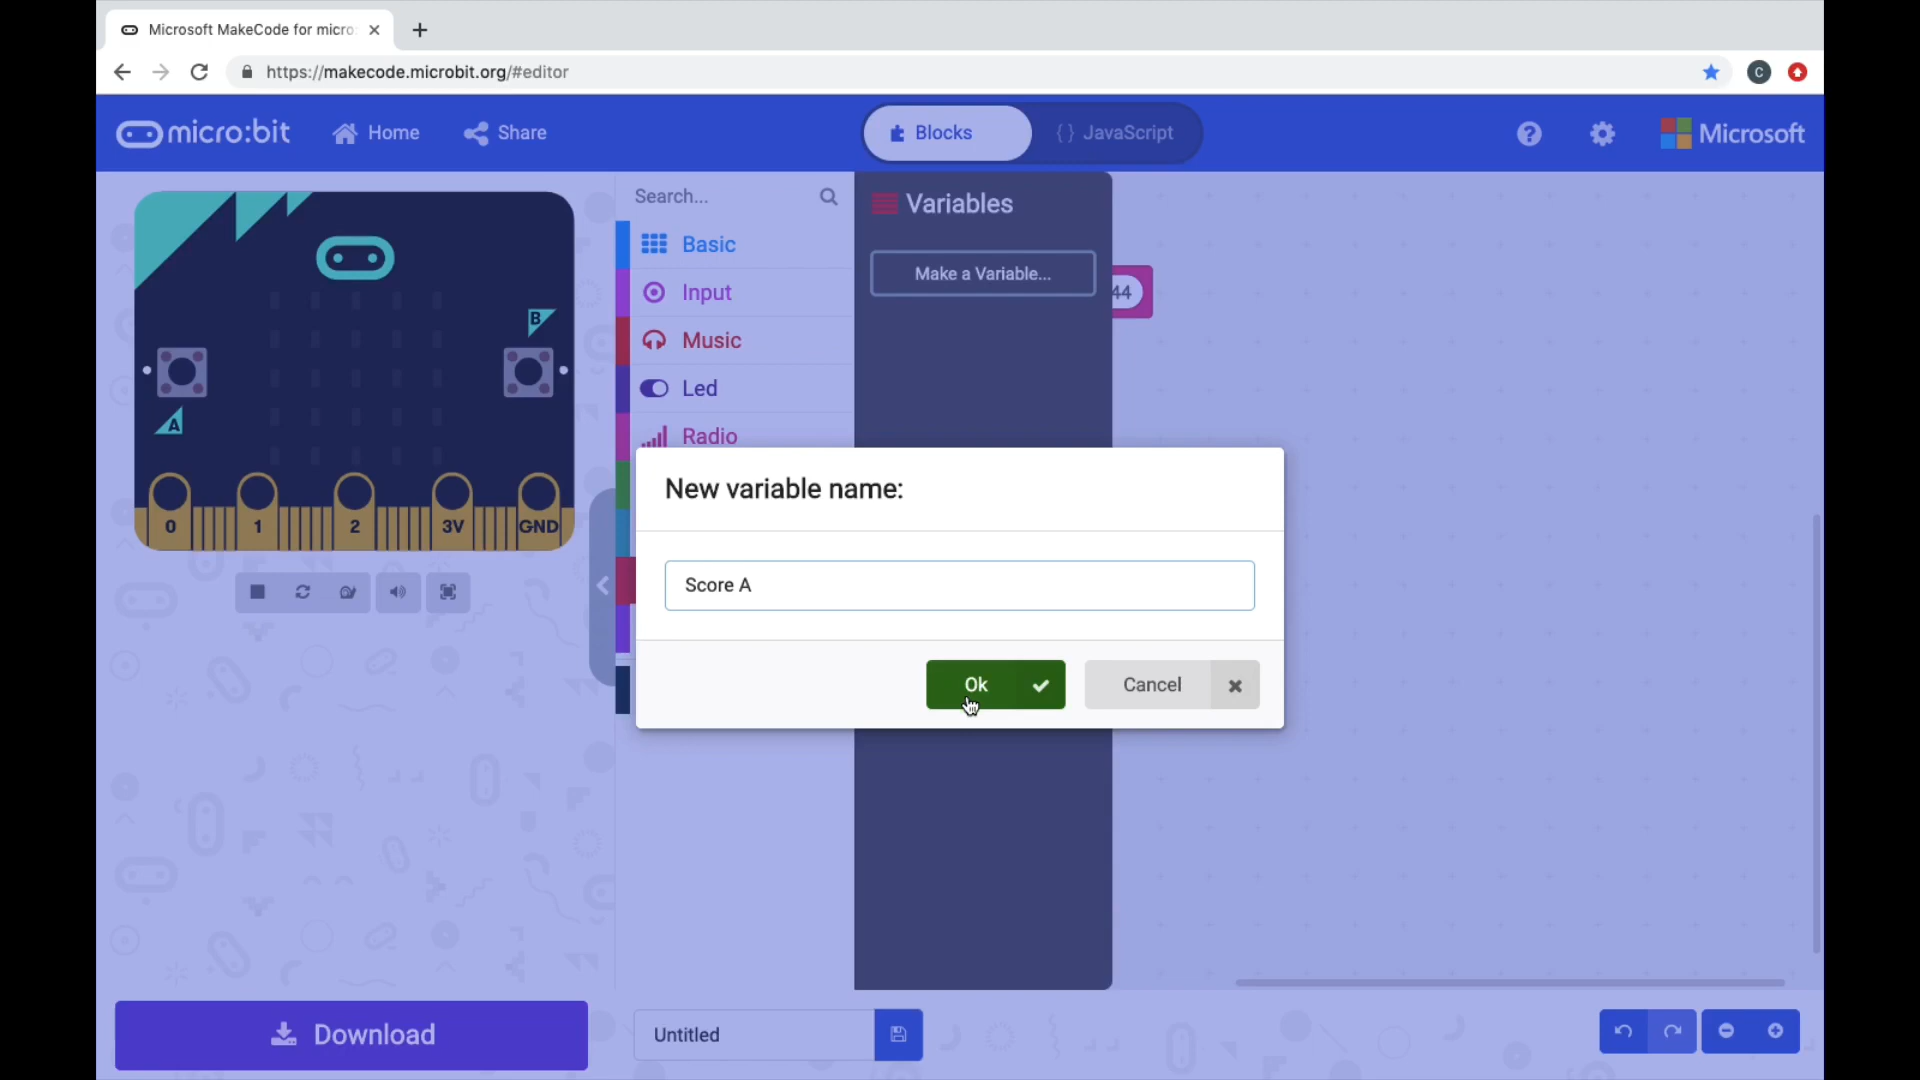 Microsoft MakeCode for micro:
https://makecode.microbit.org/#editor
C
micro:bit
Home
Share
Blocks
{ } JavaScript
Microsoft
Search...
Variables
Basic
Make a Variable...
Input
44
B
Music
Led
A
Radio
New variable name:
0
1
2
3V
GND
Score A
Ok
Cancel
Download
Untitled